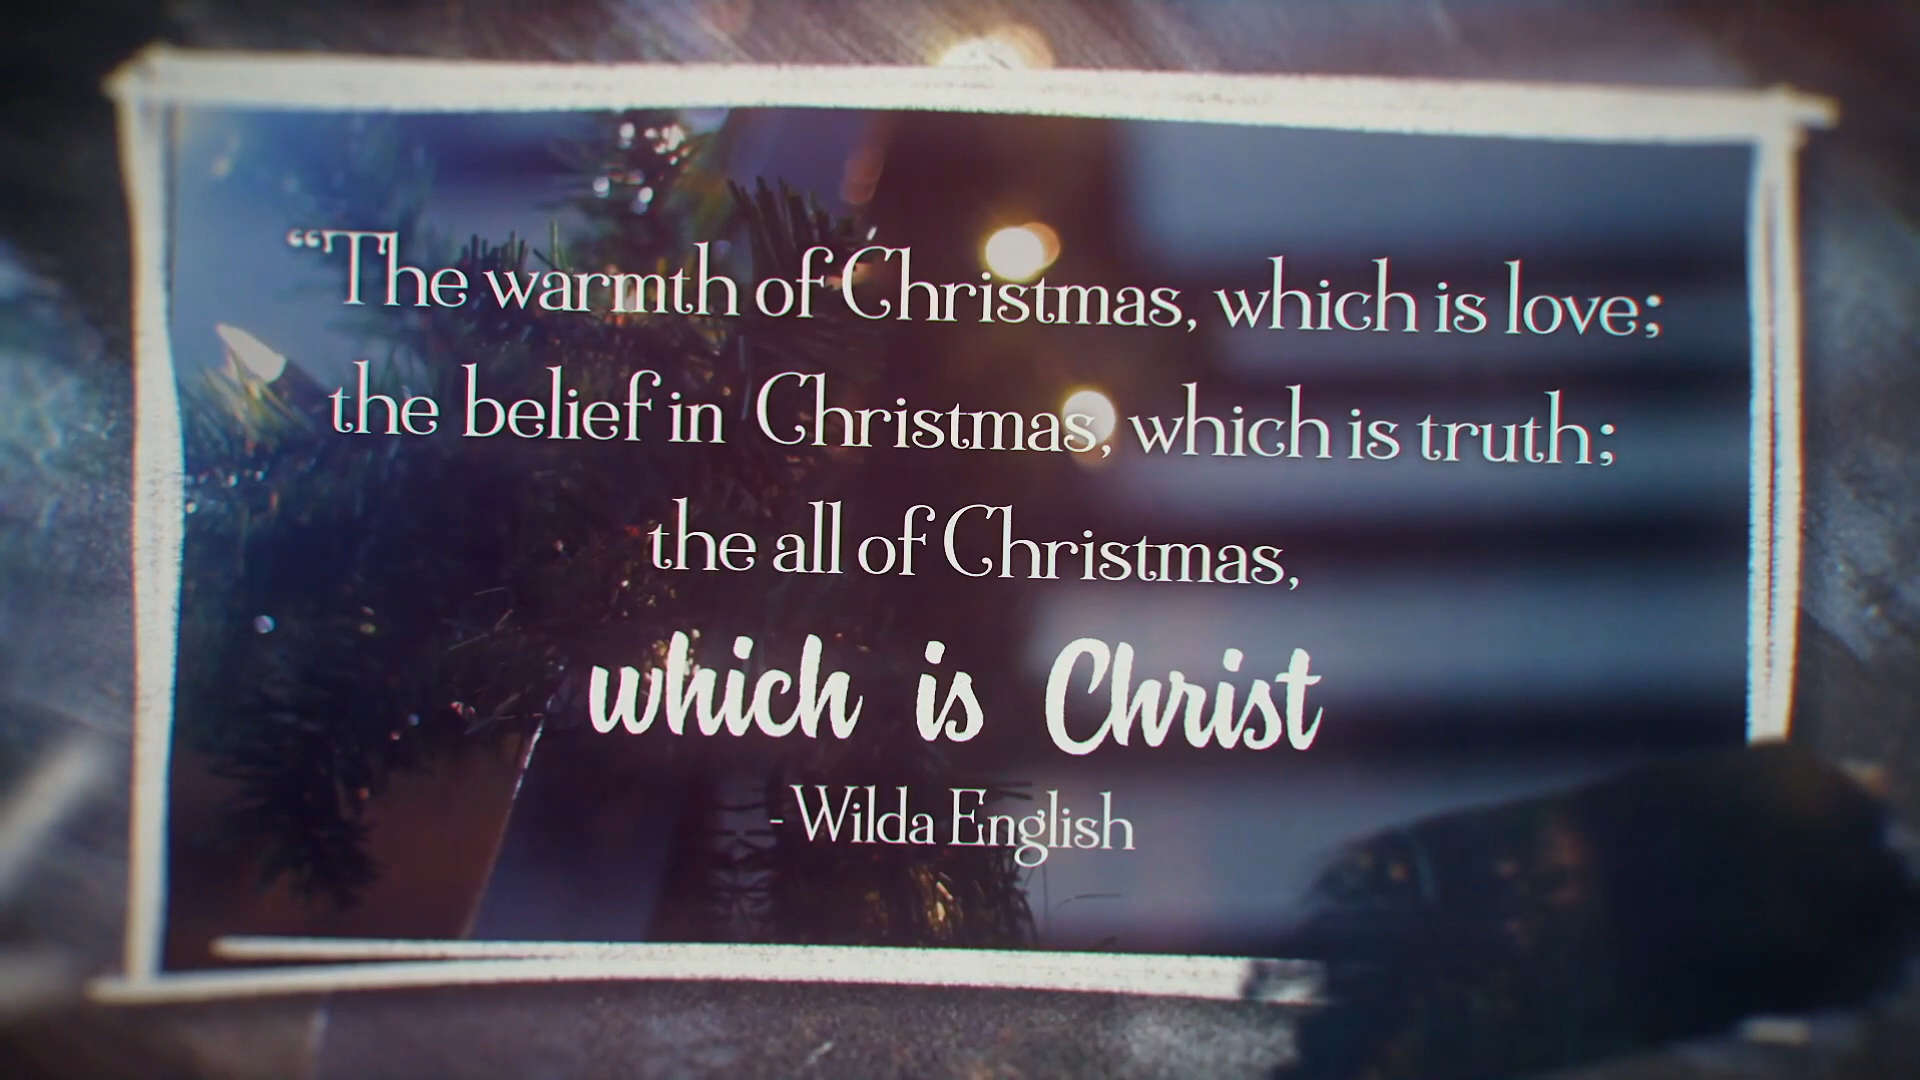 “The warmth of Christmas, which is love;
the belief in Christmas, which is truth;
the all of Christmas,
which is Christ
- Wilda English